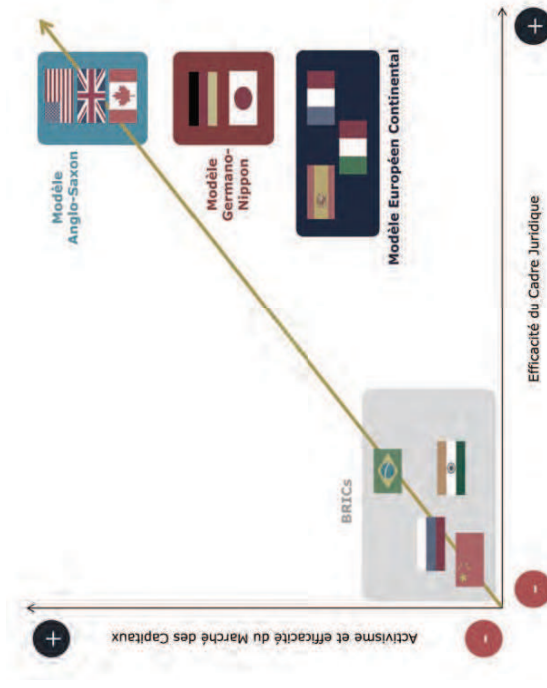 Modèle
Anglo-Saxon
Modèle
Germano-
Nippon
Modèle Européen Continental
BRICs
Activisme et efficacité du Marché des Capitaux
Efficacité du Cadre Juridique
+
-
-
+